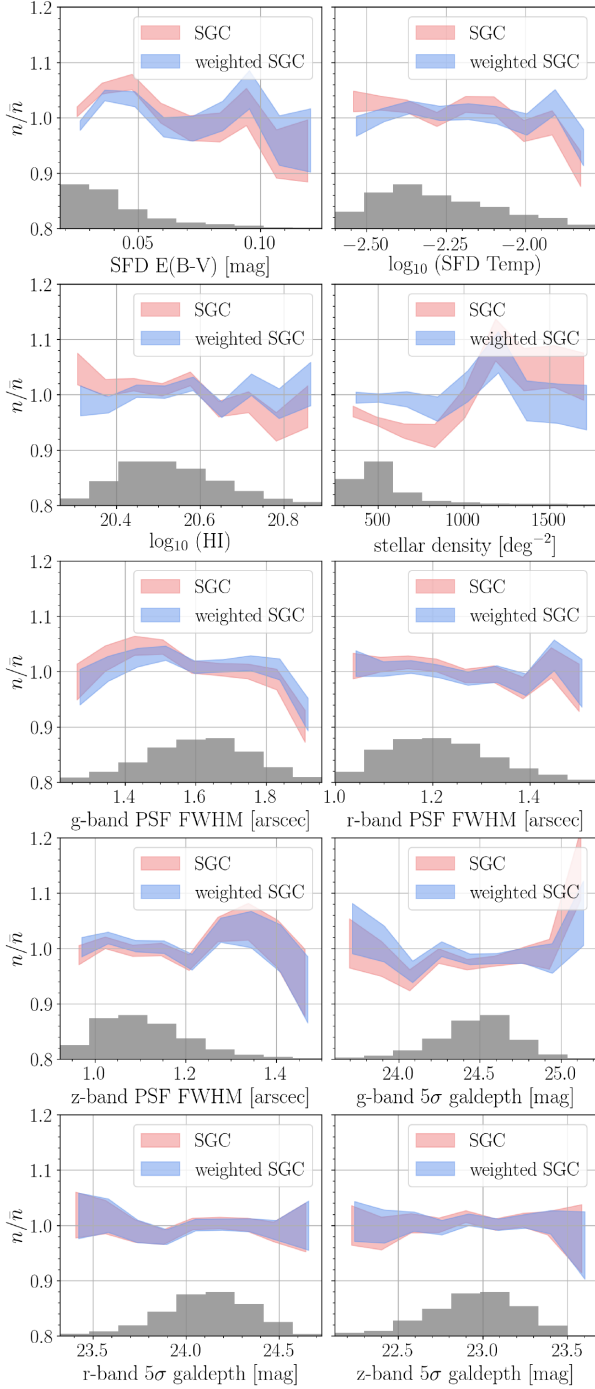 SGC
weighted SGC
SGC
weighted SGC
n/n̄
1.2
1.1
1.0
0.9
0.8
0.05
0.10
−2.50
−2.25
−2.00
SFD E(B-V) [mag]
log₁₀ (SFD Temp)
SGC
weighted SGC
SGC
weighted SGC
n/n̄
1.2
1.1
1.0
0.9
0.8
20.4
20.6
20.8
500
1000
1500
log₁₀ (HI)
stellar density [deg⁻²]
SGC
weighted SGC
SGC
weighted SGC
n/n̄
1.2
1.1
1.0
0.9
0.8
1.4
1.6
1.8
1.0
1.2
1.4
g-band PSF FWHM [arscec]
r-band PSF FWHM [arscec]
SGC
weighted SGC
SGC
weighted SGC
n/n̄
1.2
1.1
1.0
0.9
0.8
1.0
1.2
1.4
24.0
24.5
25.0
z-band PSF FWHM [arscec]
g-band 5σ galdepth [mag]
SGC
weighted SGC
SGC
weighted SGC
n/n̄
1.2
1.1
1.0
0.9
0.8
23.5
24.0
24.5
22.5
23.0
23.5
r-band 5σ galdepth [mag]
z-band 5σ galdepth [mag]